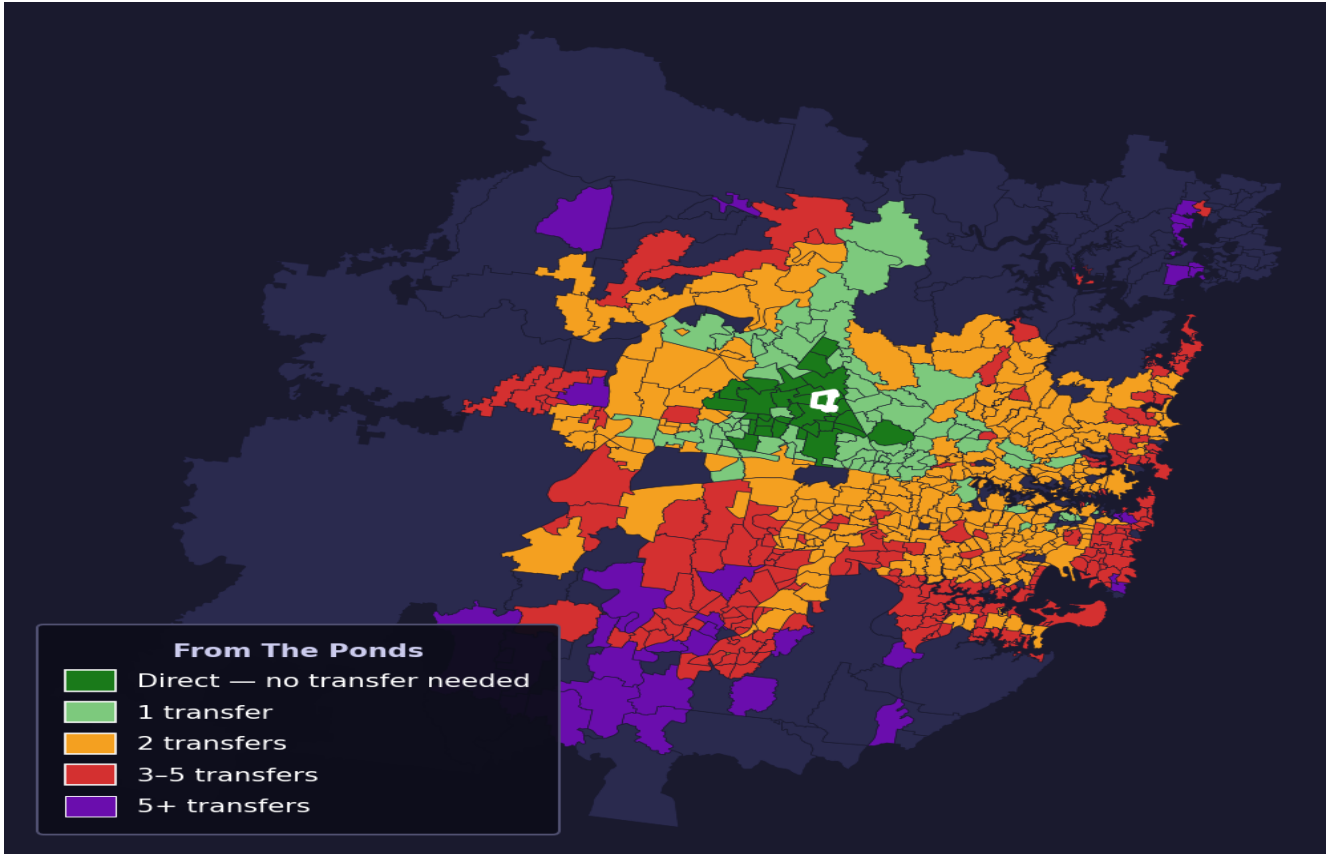 From The Ponds
Direct — no transfer needed
1 transfer
2 transfers
3–5 transfers
5+ transfers